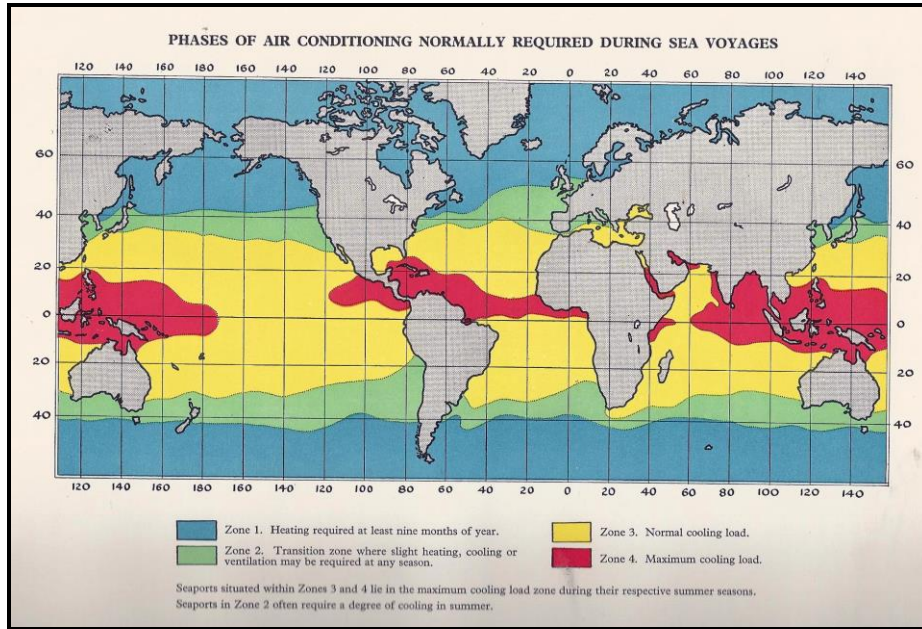 PHASES OF AIR CONDITIONING NORMALLY REQUIRED DURING SEA VOYAGES
120 140 160 180 160 140 120 100 80 60 40 20 0 20 40 60 80 100 120 140
60 60
40 40
20 20
0 0
20 20
40 40
120 140 160 180 160 140 120 100 80 60 40 20 0 20 40 60 80 100 120 140
Zone 1. Heating required at least nine months of year.
Zone 2. Transition zone where slight heating, cooling or
ventilation may be required at any season.
Zone 3. Normal cooling load.
Zone 4. Maximum cooling load.
Seaports situated within Zones 3 and 4 lie in the maximum cooling load zone during their respective summer seasons.
Seaports in Zone 2 often require a degree of cooling in summer.